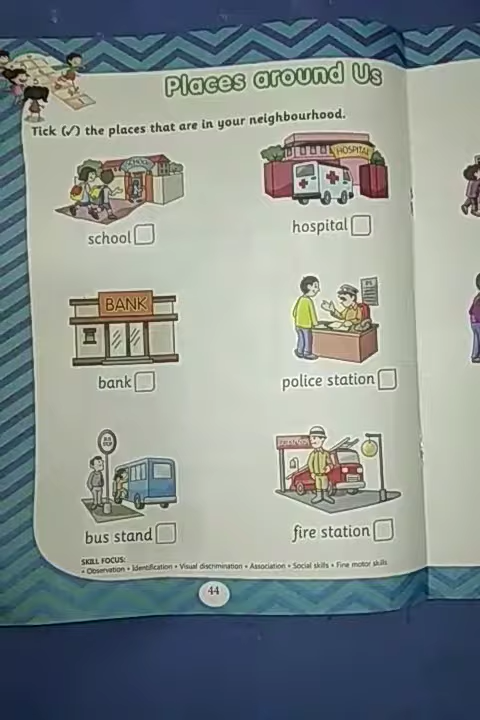 Places around Us
Tick (✓) the places that are in your neighbourhood.
SCHOOL
HOSPITAL
school
hospital
BANK
bank
police station
bus stand
fire station
SKILL FOCUS:
• Observation • Identification • Visual discrimination • Association • Social skills • Fine motor skills
44